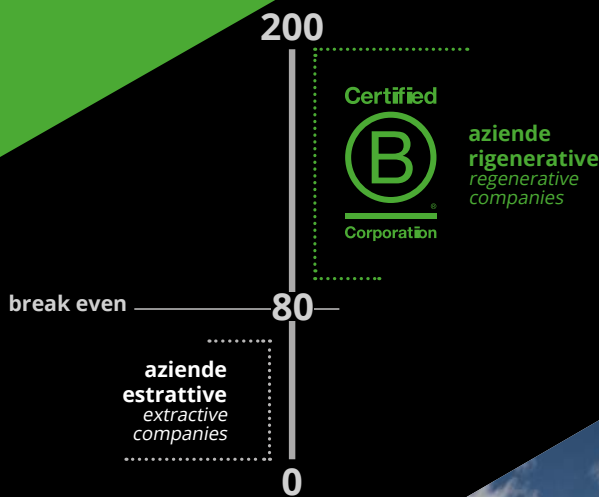 200
Certified
B
®
Corporation
aziende
rigenerative
regenerative
companies
break even
80
aziende
estrattive
extractive
companies
0